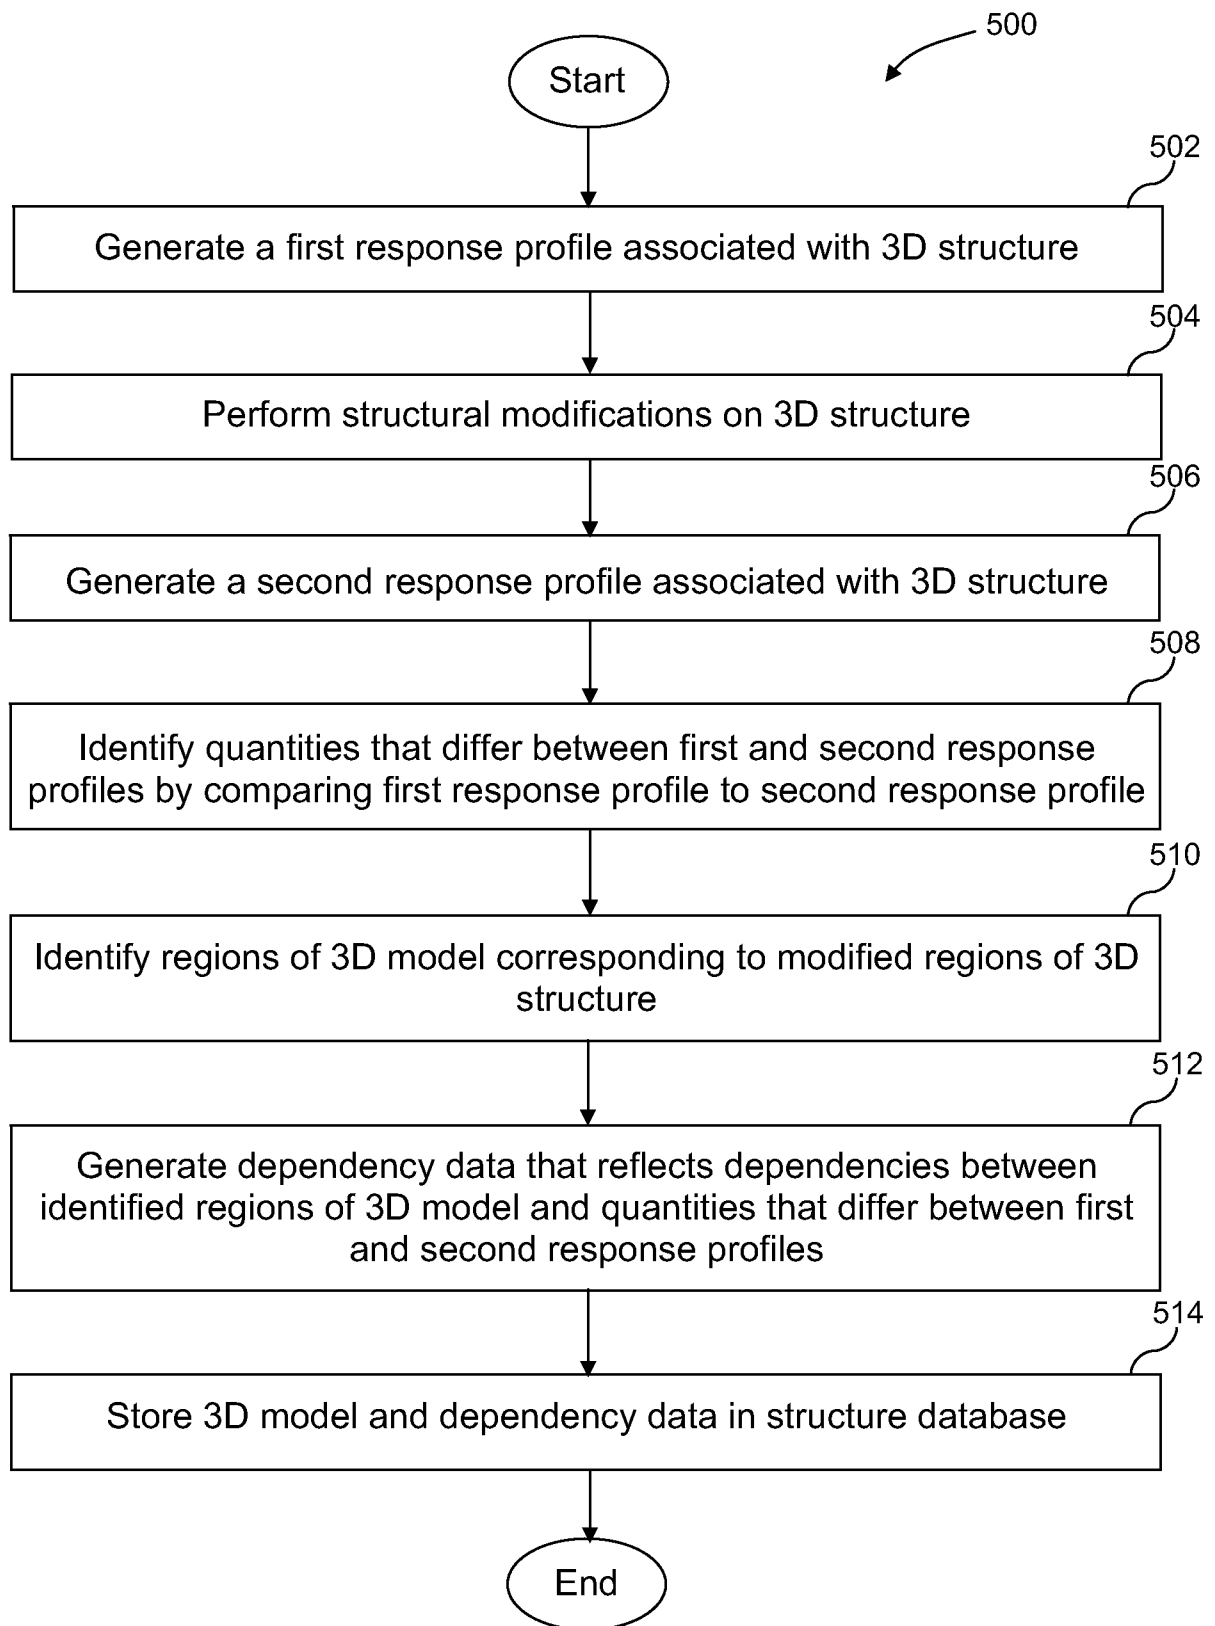 500
Start
502
Generate a first response profile associated with 3D structure
504
Perform structural modifications on 3D structure
506
Generate a second response profile associated with 3D structure
508
Identify quantities that differ between first and second response
profiles by comparing first response profile to second response profile
510
Identify regions of 3D model corresponding to modified regions of 3D
structure
512
Generate dependency data that reflects dependencies between
identified regions of 3D model and quantities that differ between first
and second response profiles
514
Store 3D model and dependency data in structure database
End